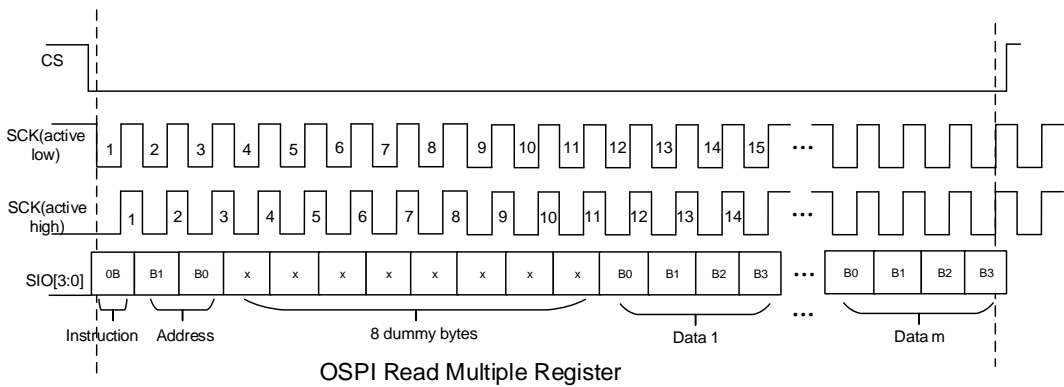 CS
SCK(active
low)
1 2 3 4 5 6 7 8 9 10 11 12 13 14 15 •••
SCK(active
high)
1 2 3 4 5 6 7 8 9 10 11 12 13 14 •••
SIO[3:0] 0B B1 B0 x x x x x x x x B0 B1 B2 B3 ••• B0 B1 B2 B3
Instruction Address 8 dummy bytes Data 1 ••• Data m
OSPI Read Multiple Register